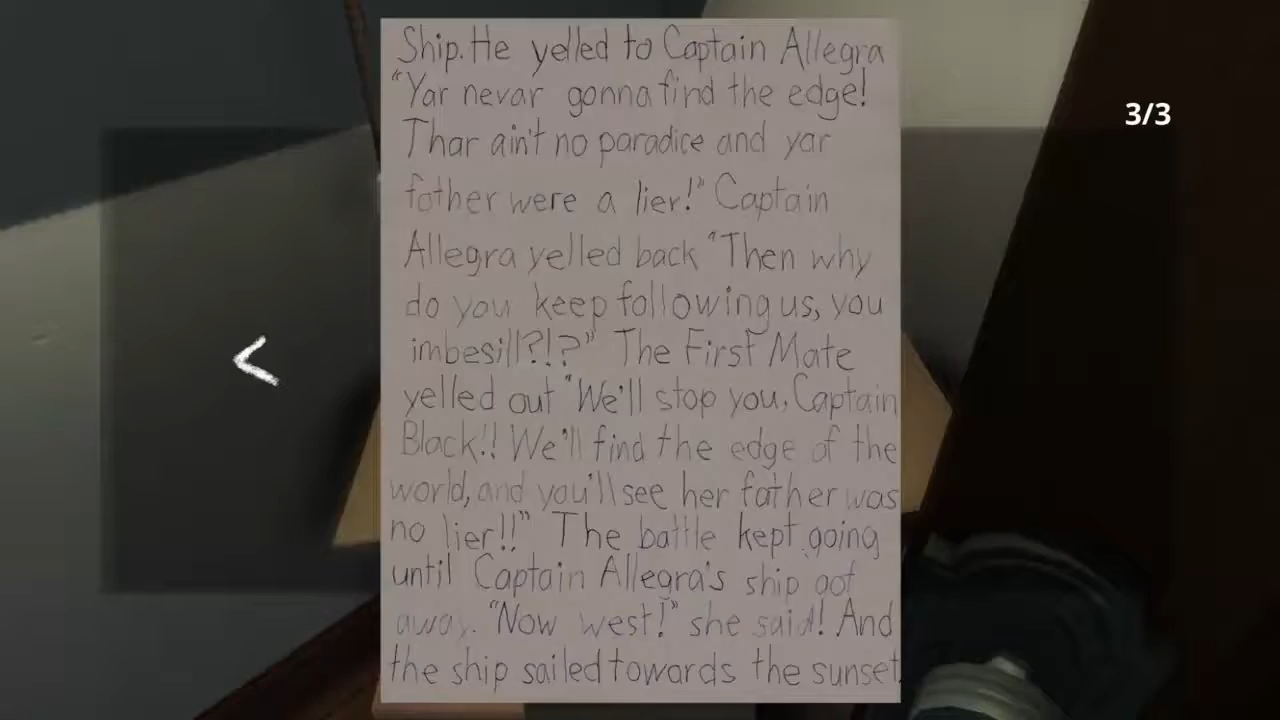 Ship. He yelled to Captain Allegra
"Yar nevar gonna find the edge!
3/3
Thar ain't no paradice and yar
father were a lier!" Captain
Allegra yelled back "Then why
do you keep following us, you
imbesill?!?" The First Mate
yelled out "We'll stop you, Captain
Black!! We'll find the edge of the
world, and you'll see her father was
no lier!!" The battle kept going
until Captain Allegra's ship got
away. "Now west!" she said! And
the ship sailed towards the sunset.